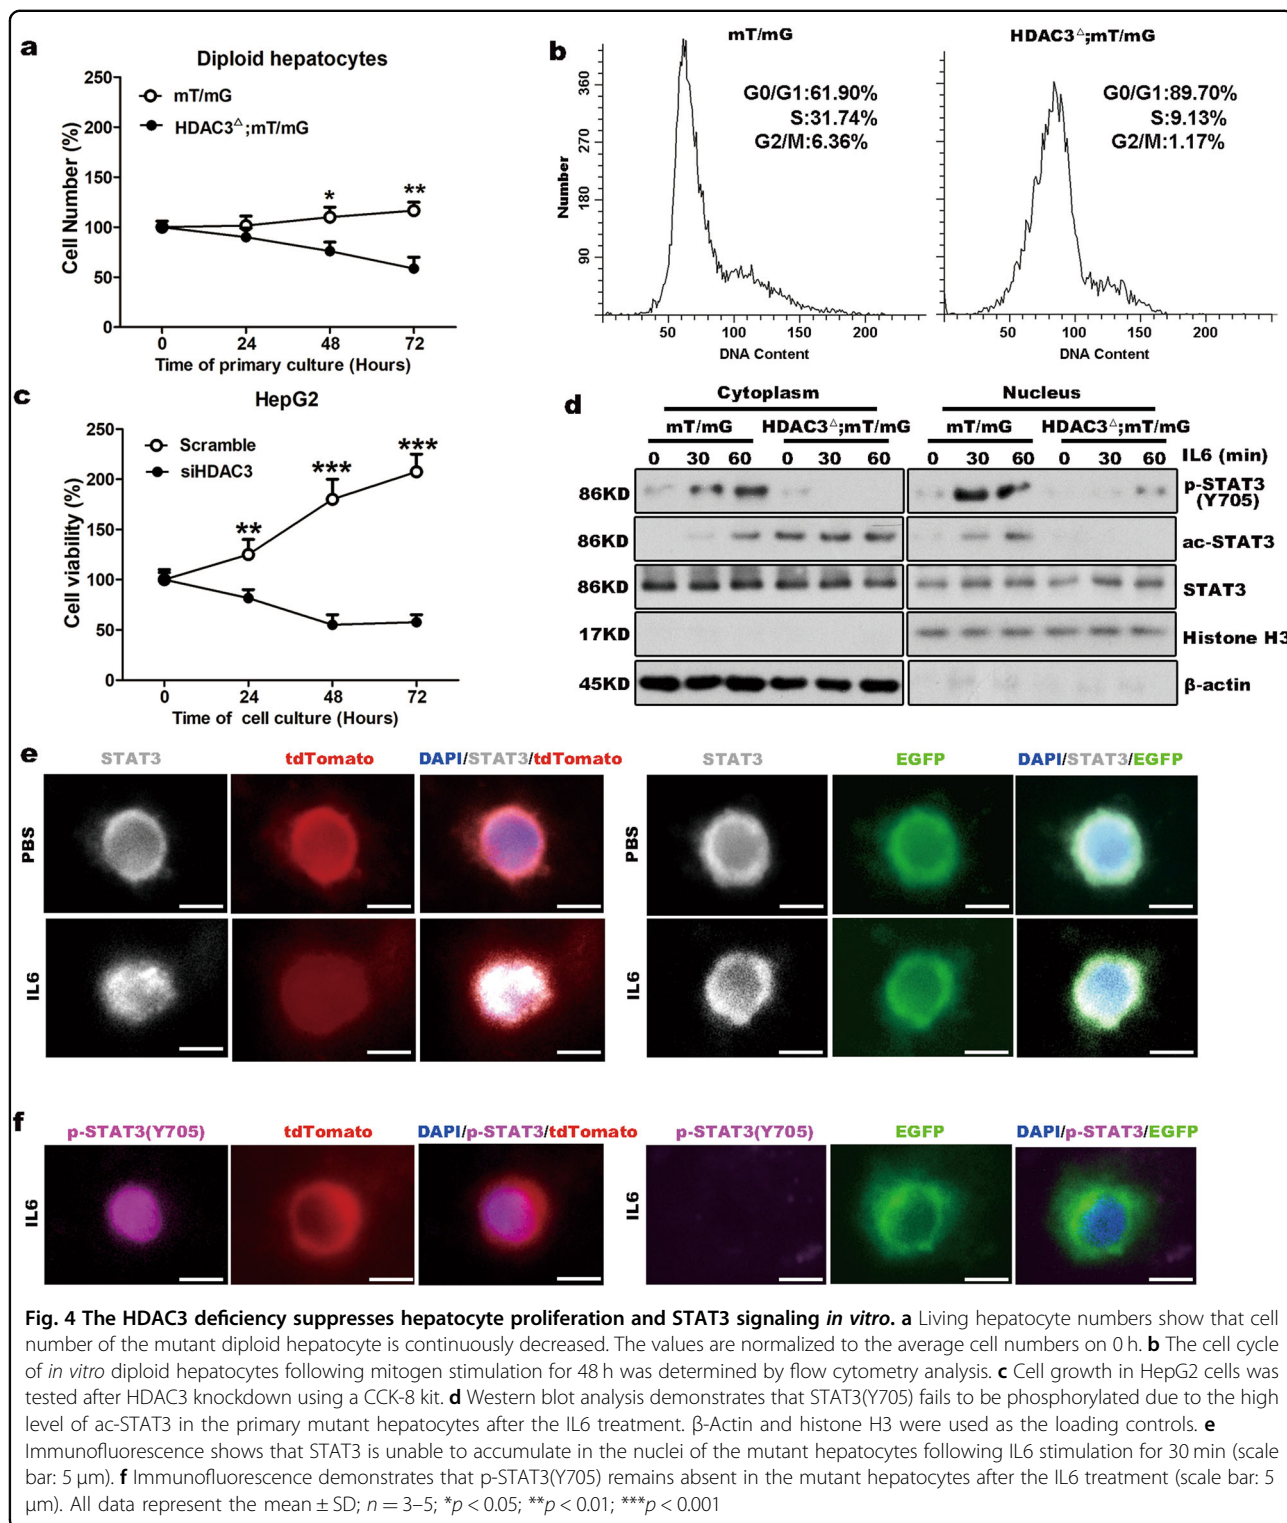 a
Diploid hepatocytes
250
200
150
100
50
0
Cell Number (%)
mT/mG
HDAC3△;mT/mG
*
**
0 24 48 72
Time of primary culture (Hours)
b
mT/mG
HDAC3△;mT/mG
Number
360
270
180
90
G0/G1:61.90%
S:31.74%
G2/M:6.36%
G0/G1:89.70%
S:9.13%
G2/M:1.17%
50 100 150 200
50 100 150 200
DNA Content
DNA Content
c
HepG2
250
200
150
100
50
0
Cell viability (%)
Scramble
siHDAC3
**
***
***
0 24 48 72
Time of cell culture (Hours)
d
Cytoplasm Nucleus
mT/mG HDAC3△;mT/mG mT/mG HDAC3△;mT/mG
0 30 60 0 30 60 0 30 60 0 30 60 IL6 (min)
86KD p-STAT3
(Y705)
86KD ac-STAT3
86KD STAT3
17KD Histone H3
45KD β-actin
e
STAT3 tdTomato DAPI/STAT3/tdTomato STAT3 EGFP DAPI/STAT3/EGFP
PBS PBS
IL6 IL6
f
p-STAT3(Y705) tdTomato DAPI/p-STAT3/tdTomato p-STAT3(Y705) EGFP DAPI/p-STAT3/EGFP
IL6 IL6
Fig. 4 The HDAC3 deficiency suppresses hepatocyte proliferation and STAT3 signaling in vitro. a Living hepatocyte numbers show that cell
number of the mutant diploid hepatocyte is continuously decreased. The values are normalized to the average cell numbers on 0 h. b The cell cycle
of in vitro diploid hepatocytes following mitogen stimulation for 48 h was determined by flow cytometry analysis. c Cell growth in HepG2 cells was
tested after HDAC3 knockdown using a CCK-8 kit. d Western blot analysis demonstrates that STAT3(Y705) fails to be phosphorylated due to the high
level of ac-STAT3 in the primary mutant hepatocytes after the IL6 treatment. β-Actin and histone H3 were used as the loading controls. e
Immunofluorescence shows that STAT3 is unable to accumulate in the nuclei of the mutant hepatocytes following IL6 stimulation for 30 min (scale
bar: 5 μm). f Immunofluorescence demonstrates that p-STAT3(Y705) remains absent in the mutant hepatocytes after the IL6 treatment (scale bar: 5
μm). All data represent the mean ± SD; n = 3–5; *p < 0.05; **p < 0.01; ***p < 0.001